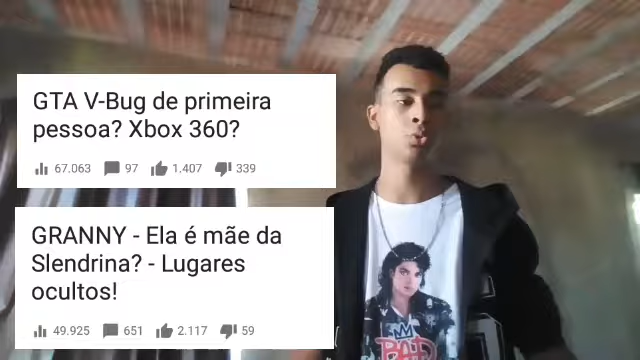 GTA V-Bug de primeira
pessoa? Xbox 360?
67.063 97 1.407 339
GRANNY - Ela é mãe da
Slendrina? - Lugares
ocultos!
49.925 651 2.117 59
BAD